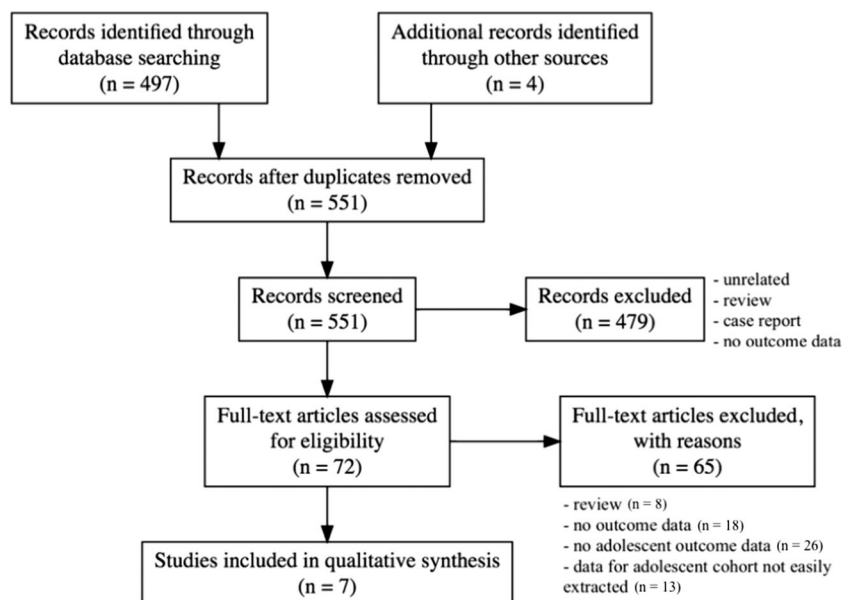 Records identified through
database searching
(n = 497)
Additional records identified
through other sources
(n = 4)
Records after duplicates removed
(n = 551)
Records screened
(n = 551)
Records excluded
(n = 479)
- unrelated
- review
- case report
- no outcome data
Full-text articles assessed
for eligibility
(n = 72)
Full-text articles excluded,
with reasons
(n = 65)
- review (n = 8)
- no outcome data (n = 18)
- no adolescent outcome data (n = 26)
- data for adolescent cohort not easily
extracted (n = 13)
Studies included in qualitative synthesis
(n = 7)